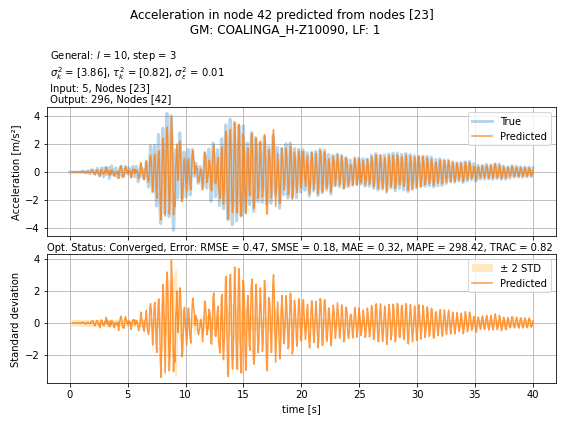 Acceleration in node 42 predicted from nodes [23]
GM: COALINGA_H-Z10090, LF: 1
General: l = 10, step = 3
σ²ₖ = [3.86], τ²ₖ = [0.82], σ²ε = 0.01
Input: 5, Nodes [23]
Output: 296, Nodes [42]
Acceleration [m/s²]
4
2
0
−2
−4
True
Predicted
Opt. Status: Converged, Error: RMSE = 0.47, SMSE = 0.18, MAE = 0.32, MAPE = 298.42, TRAC = 0.82
Standard deviation
4
2
0
−2
± 2 STD
Predicted
0 5 10 15 20 25 30 35 40
time [s]